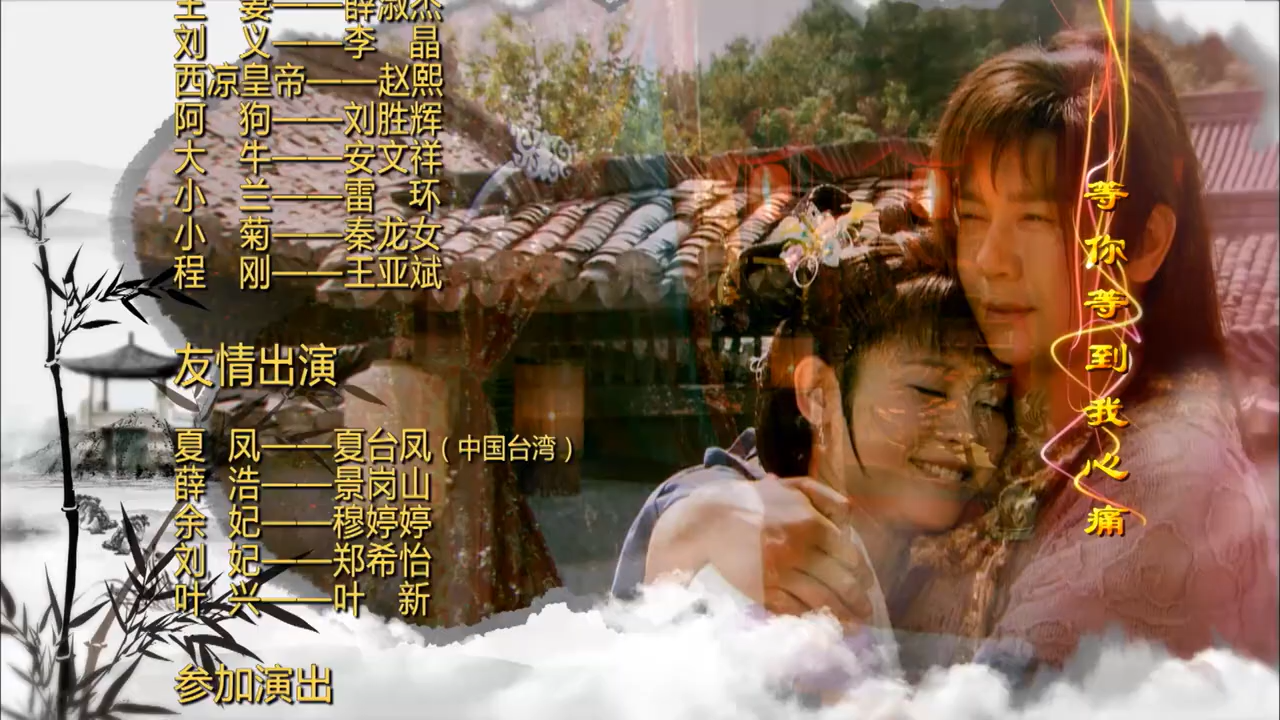 刘 义——李 晶
西凉皇帝——赵熙
阿 狗——刘胜辉
大 牛——安文祥
小 兰——雷 环
小 菊——秦龙女
程 刚——王亚斌
友情出演
夏 凤——夏台凤（中国台湾）
薛 浩——景岗山
余 妃——穆婷婷
刘 妃——郑希怡
叶 兴——叶 新
参加演出
等你等到我心痛